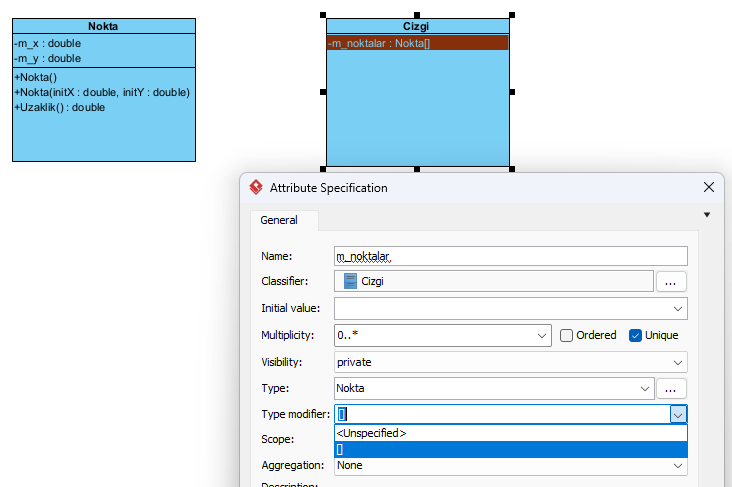 Nokta
-m_x : double
-m_y : double
+Nokta()
+Nokta(initX : double, initY : double)
+Uzaklik() : double
Cizgi
-m_noktalar : Nokta[]
Attribute Specification
General
Name: m_noktalar
Classifier: Cizgi ...
Initial value:
Multiplicity: 0..* Ordered Unique
Visibility: private
Type: Nokta ...
Type modifier: []
<Unspecified>
Scope: []
Aggregation: None
Description: